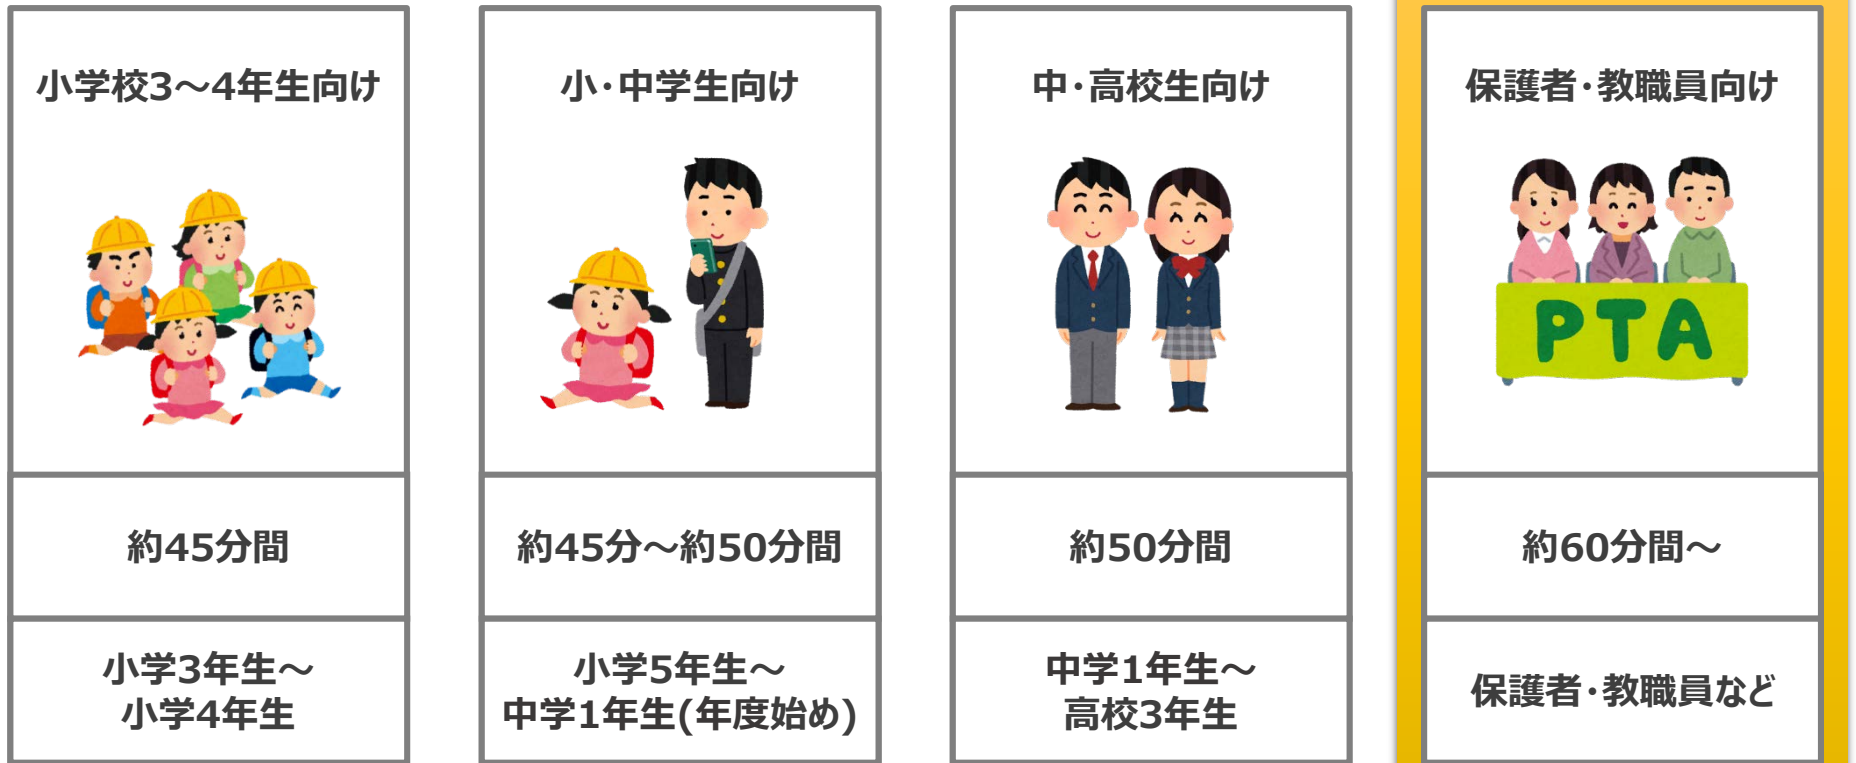 小学校3～4年生向け
約45分間
小学3年生～
小学4年生
小・中学生向け
約45分～約50分間
小学5年生～
中学1年生(年度始め)
中・高校生向け
約50分間
中学1年生～
高校3年生
保護者・教職員向け
PTA
約60分間～
保護者・教職員など